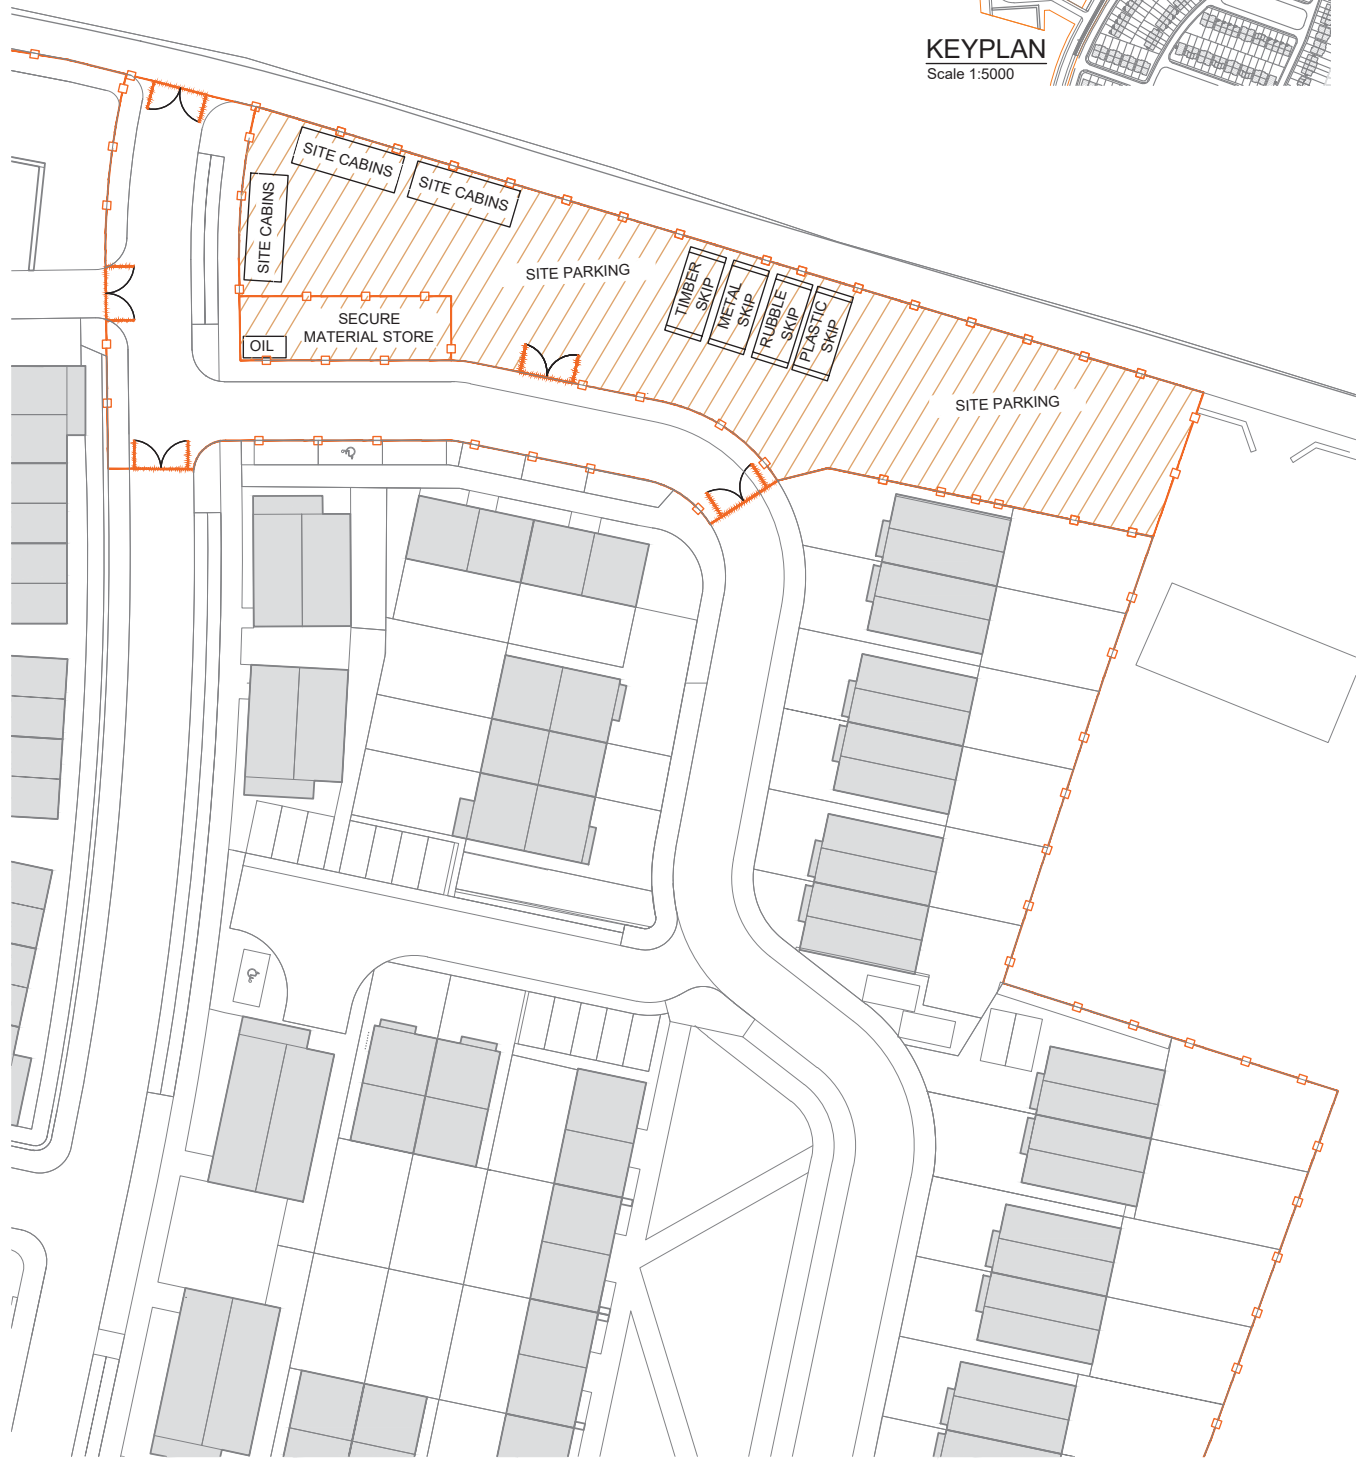 KEYPLAN
Scale 1:5000
SITE CABINS
SITE CABINS
SITE CABINS
SITE PARKING
TIMBER
SKIP
METAL
SKIP
RUBBLE
SKIP
PLASTIC
SKIP
SECURE
MATERIAL STORE
OIL
SITE PARKING